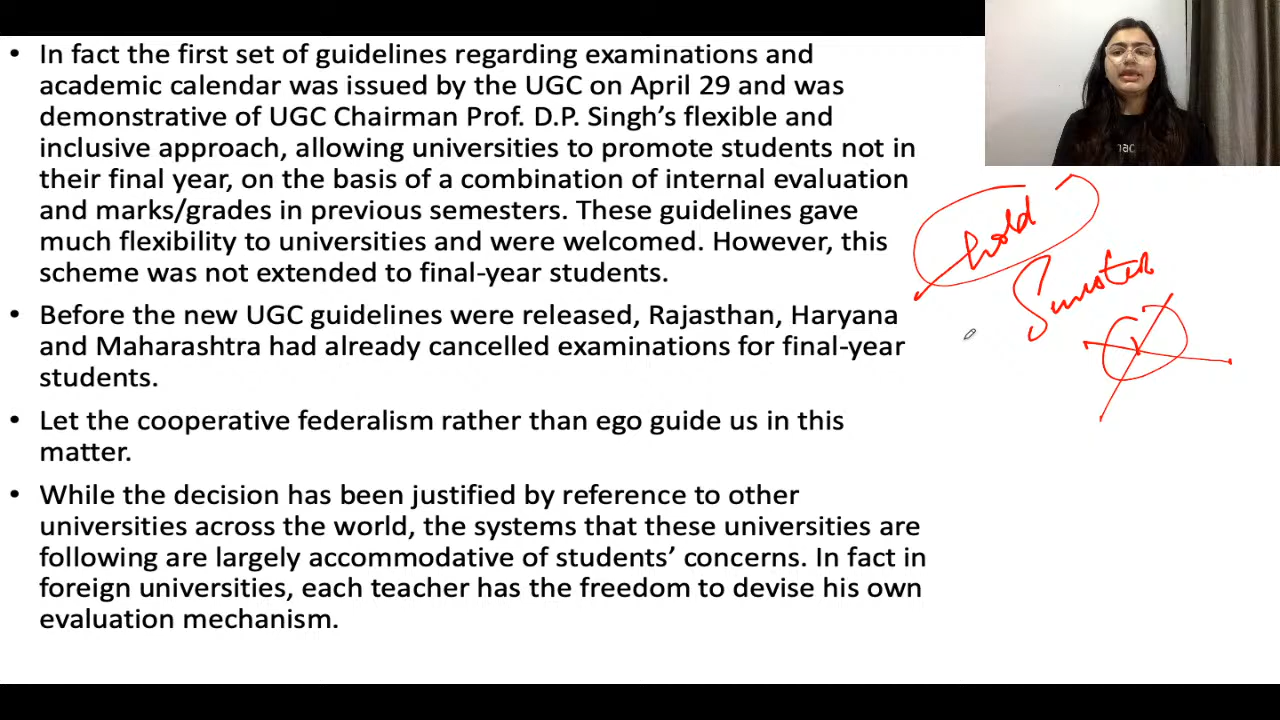 • In fact the first set of guidelines regarding examinations and
academic calendar was issued by the UGC on April 29 and was
demonstrative of UGC Chairman Prof. D.P. Singh’s flexible and
inclusive approach, allowing universities to promote students not in
their final year, on the basis of a combination of internal evaluation
and marks/grades in previous semesters. These guidelines gave
much flexibility to universities and were welcomed. However, this
scheme was not extended to final-year students.
• Before the new UGC guidelines were released, Rajasthan, Haryana
and Maharashtra had already cancelled examinations for final-year
students.
• Let the cooperative federalism rather than ego guide us in this
matter.
• While the decision has been justified by reference to other
universities across the world, the systems that these universities are
following are largely accommodative of students’ concerns. In fact in
foreign universities, each teacher has the freedom to devise his own
evaluation mechanism.
hold